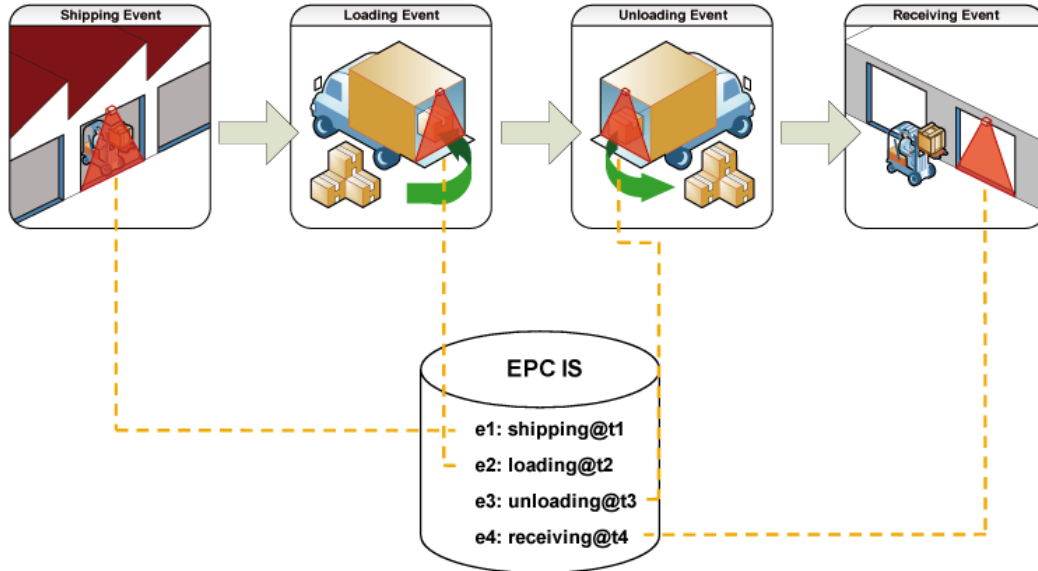 Shipping Event
Loading Event
Unloading Event
Receiving Event
EPC IS
e1: shipping@t1
e2: loading@t2
e3: unloading@t3
e4: receiving@t4